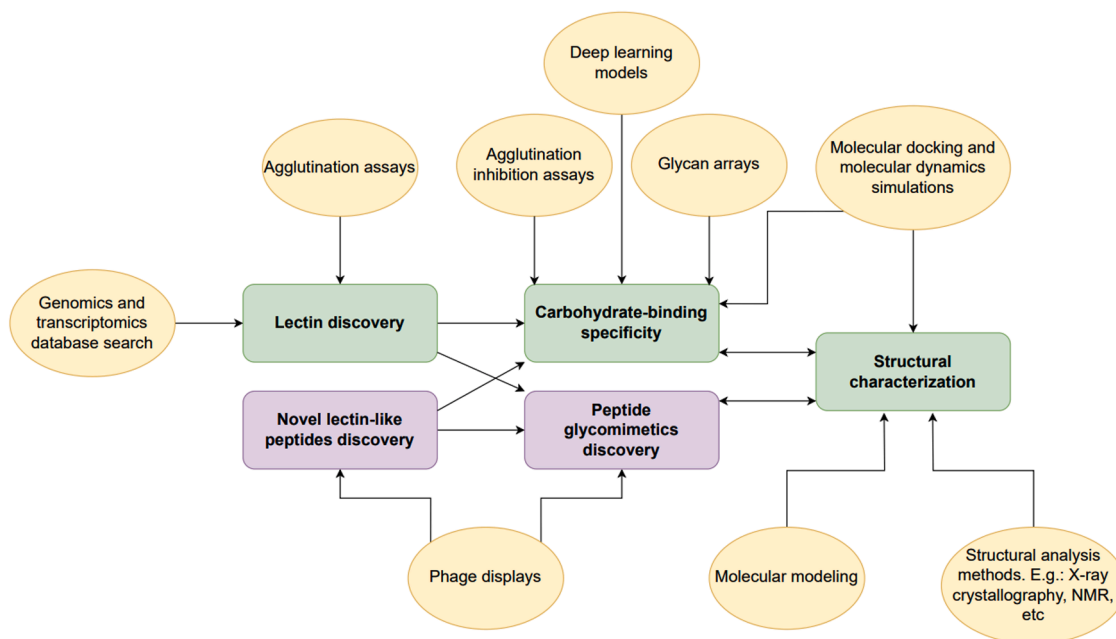 Deep learning
models
Agglutination assays
Agglutination
inhibition assays
Glycan arrays
Molecular docking and
molecular dynamics
simulations
Genomics and
transcriptomics
database search
Lectin discovery
Carbohydrate-binding
specificity
Structural
characterization
Novel lectin-like
peptides discovery
Peptide
glycomimetics
discovery
Phage displays
Molecular modeling
Structural analysis
methods. E.g.: X-ray
crystallography, NMR,
etc